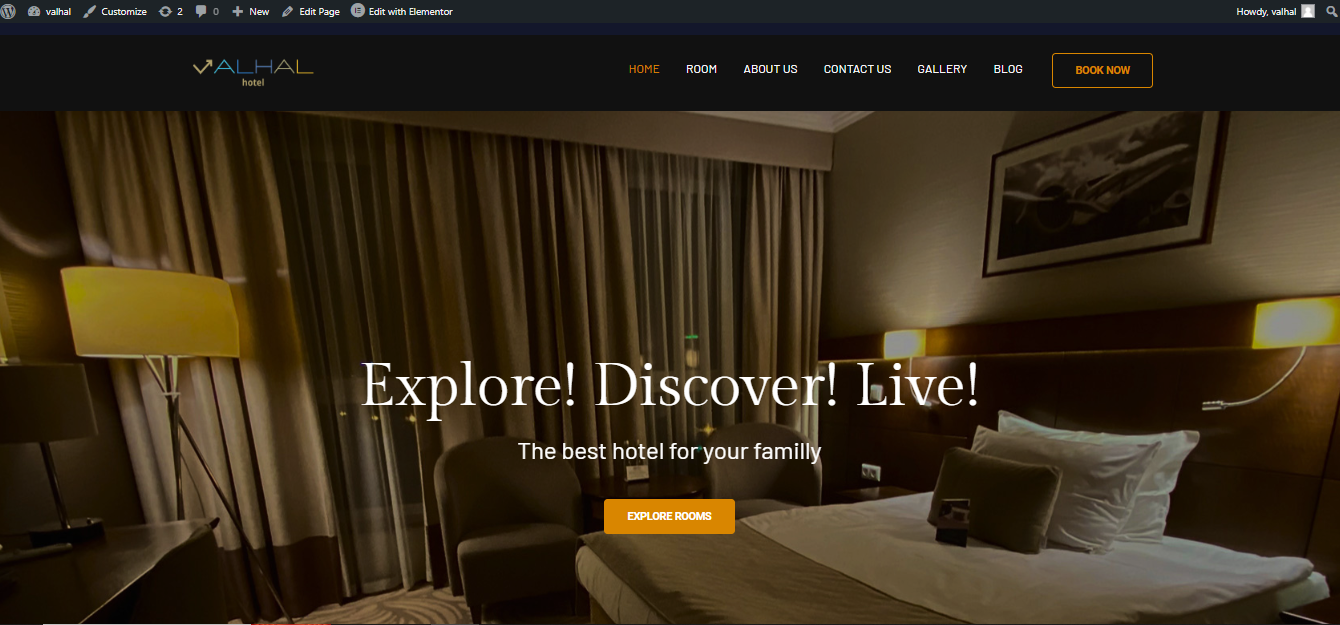 valhal Customize 2 0 New Edit Page Edit with Elementor Howdy, valhal
VALHAL
hotel
HOME ROOM ABOUT US CONTACT US GALLERY BLOG BOOK NOW
Explore! Discover! Live!
The best hotel for your familly
EXPLORE ROOMS